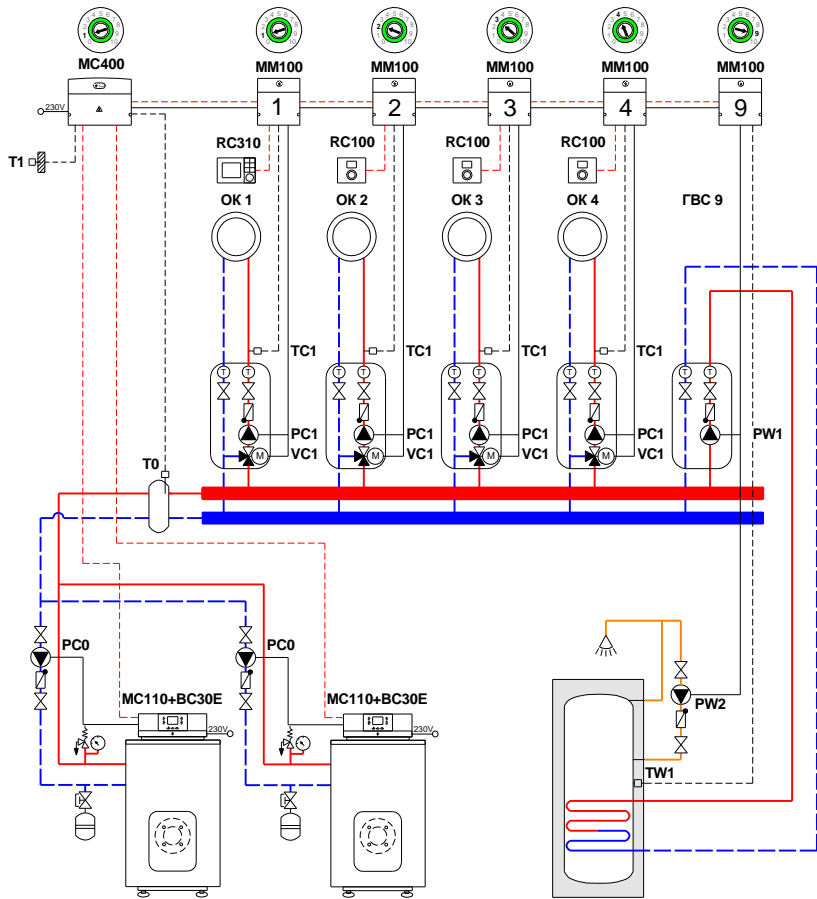 MC400 MM100 MM100 MM100 MM100 MM100
230V 1 2 3 4 9
RC310 RC100 RC100 RC100
T1
ОК 1 ОК 2 ОК 3 ОК 4 ГВС 9
TC1 TC1 TC1 TC1
T T T T T T T T T T
PC1 PC1 PC1 PC1 PW1
M VC1 M VC1 M VC1 M VC1
T0
PC0 PC0
MC110+BC30E MC110+BC30E
230V 230V
PW2
TW1